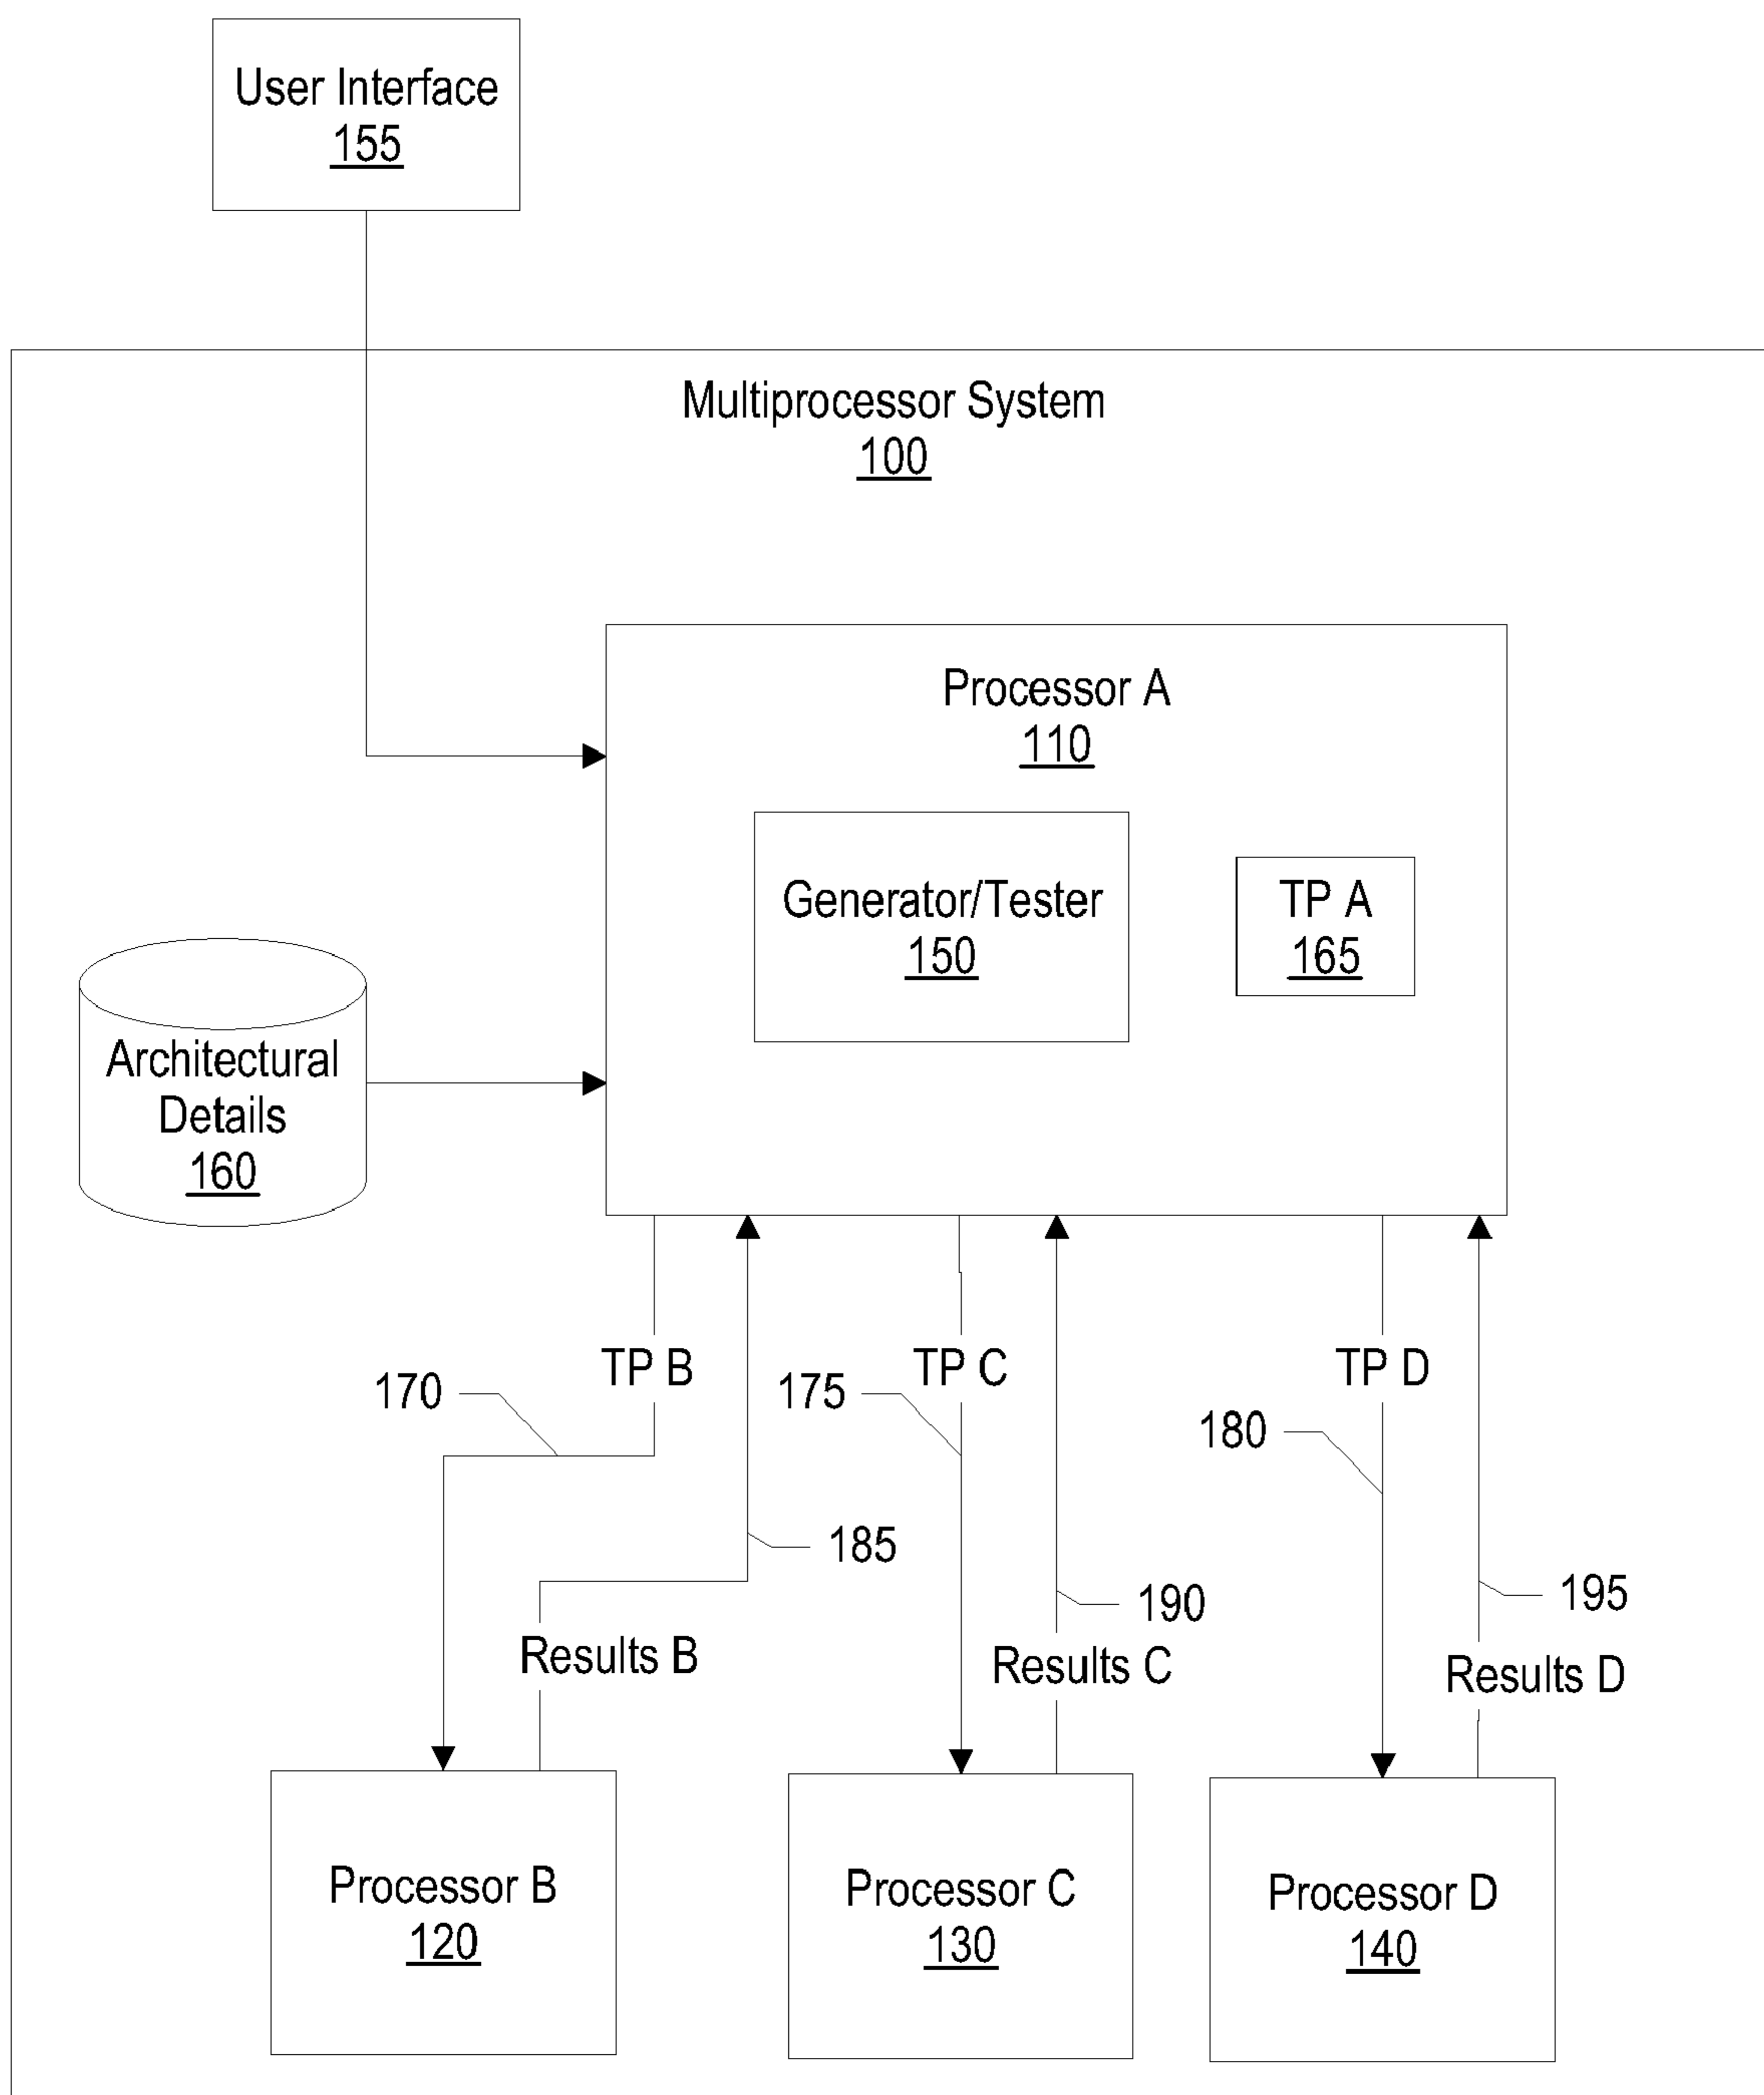 User Interface
155
Multiprocessor System
100
Processor A
110
Generator/Tester
150
TP A
165
Architectural
Details
160
TP B
TP C
TP D
170
175
180
185
190
195
Results B
Results C
Results D
Processor B
120
Processor C
130
Processor D
140